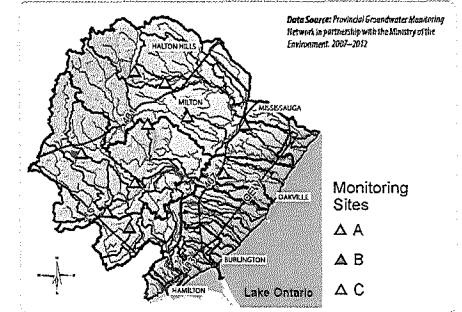 Data Source: Provincial Groundwater Monitoring
Network in partnership with the Ministry of the
Environment. 2007–2012
HALTON HILLS
MILTON
MISSISSAUGA
OAKVILLE
Monitoring
Sites
A
B
C
BURLINGTON
HAMILTON
Lake Ontario